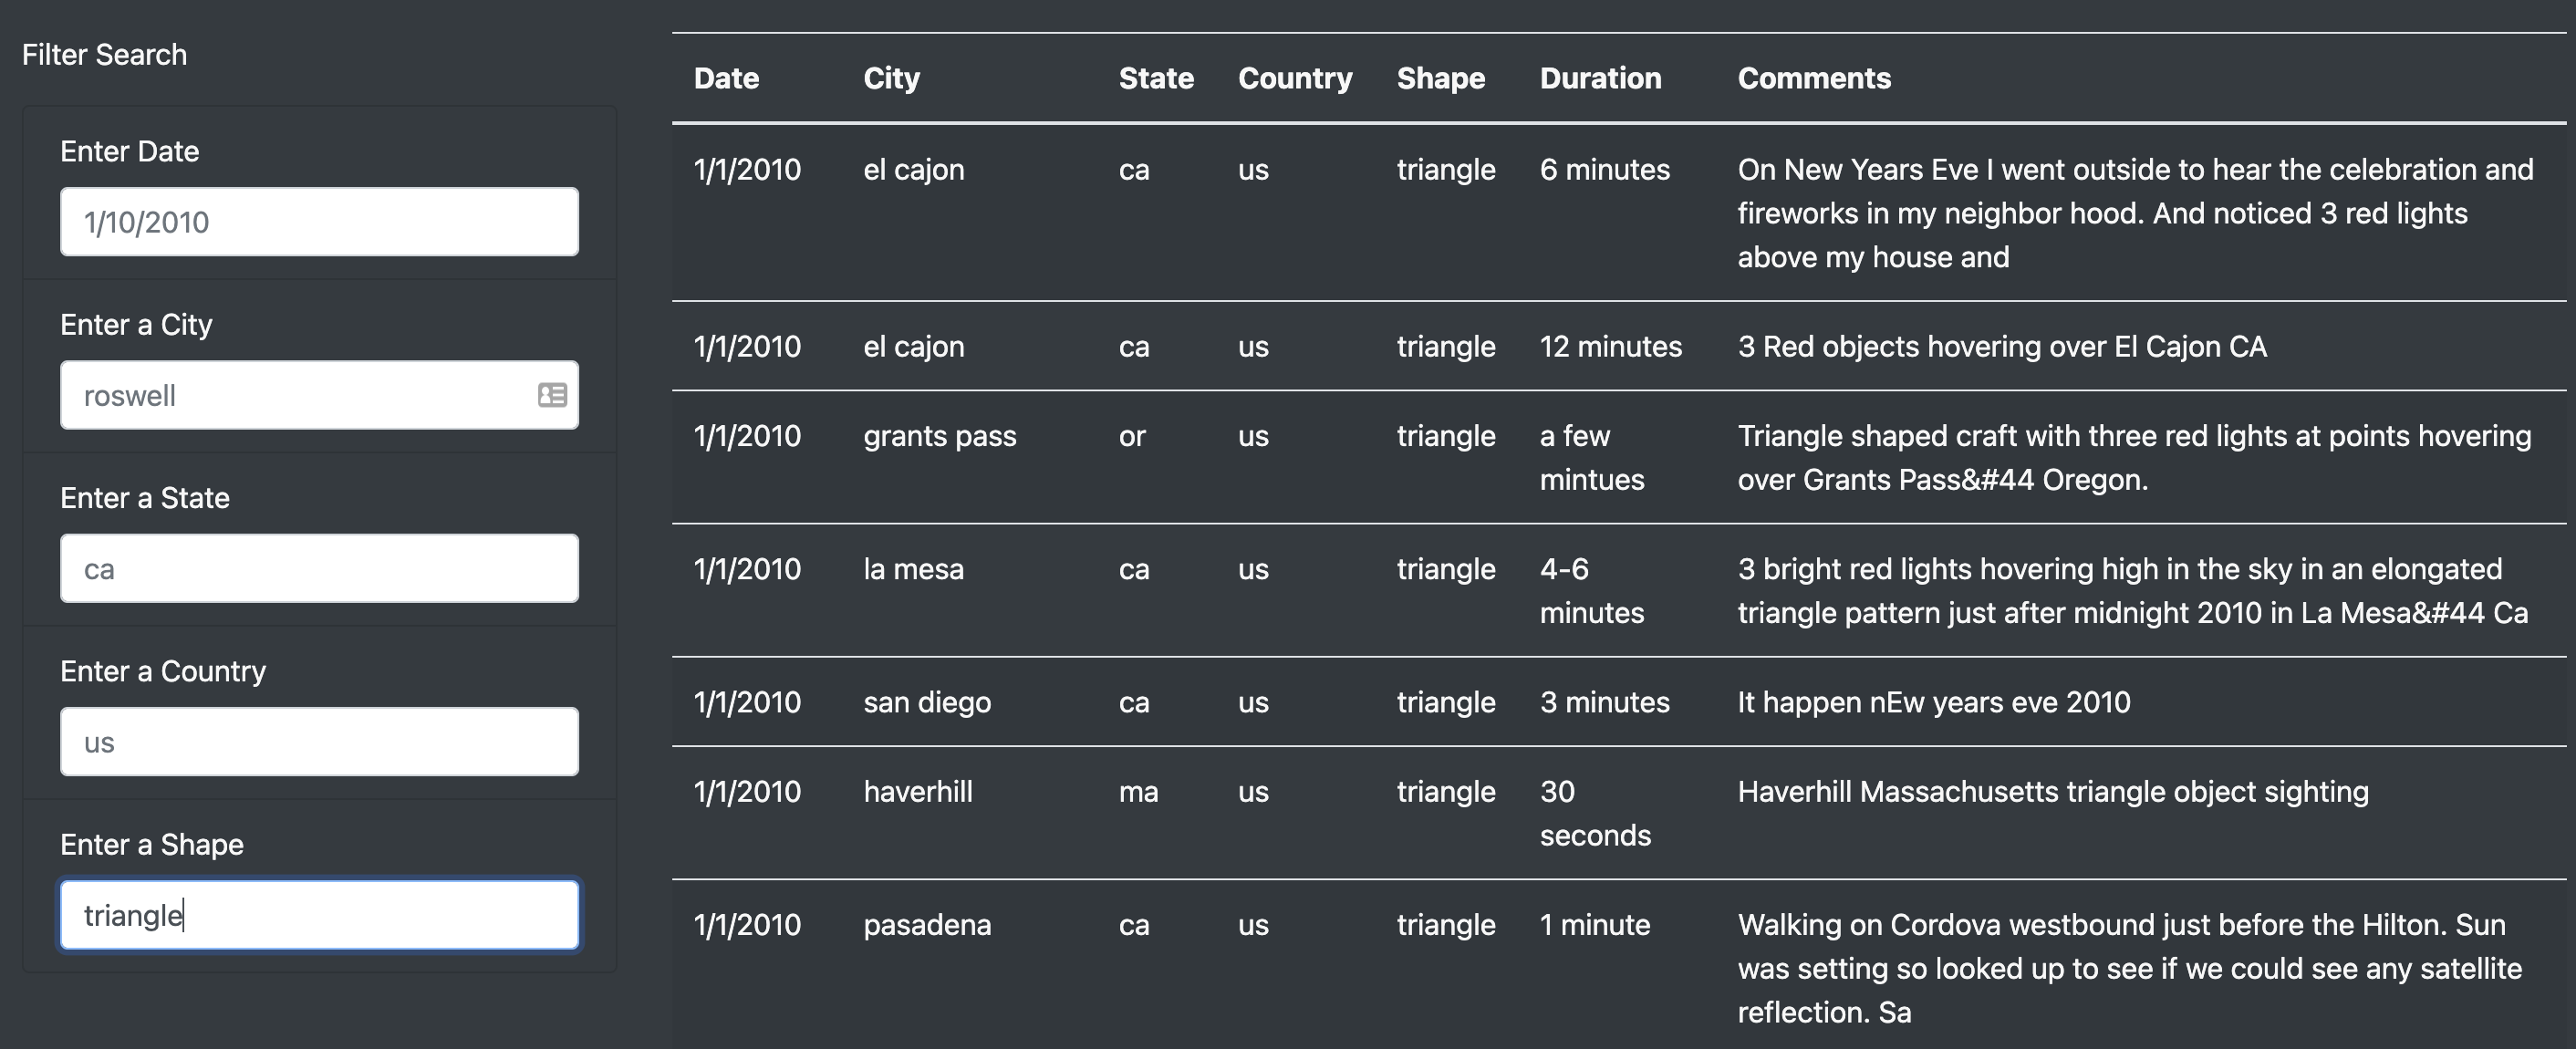 Filter Search
Enter Date
1/10/2010
Enter a City
roswell
Enter a State
ca
Enter a Country
us
Enter a Shape
triangle
Date City State Country Shape Duration Comments
1/1/2010 el cajon ca us triangle 6 minutes On New Years Eve I went outside to hear the celebration and
fireworks in my neighbor hood. And noticed 3 red lights
above my house and
1/1/2010 el cajon ca us triangle 12 minutes 3 Red objects hovering over El Cajon CA
1/1/2010 grants pass or us triangle a few Triangle shaped craft with three red lights at points hovering
mintues over Grants Pass&#44 Oregon.
1/1/2010 la mesa ca us triangle 4-6 3 bright red lights hovering high in the sky in an elongated
minutes triangle pattern just after midnight 2010 in La Mesa&#44 Ca
1/1/2010 san diego ca us triangle 3 minutes It happen nEw years eve 2010
1/1/2010 haverhill ma us triangle 30 Haverhill Massachusetts triangle object sighting
seconds
1/1/2010 pasadena ca us triangle 1 minute Walking on Cordova westbound just before the Hilton. Sun
was setting so looked up to see if we could see any satellite
reflection. Sa